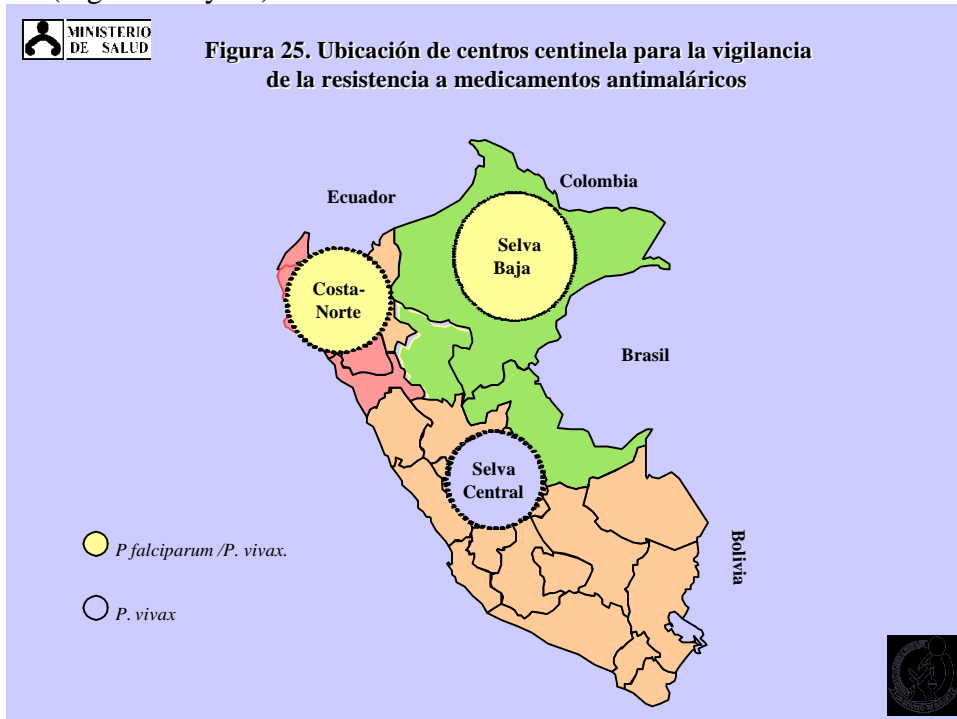 MINISTERIO
DE SALUD
Figura 25. Ubicación de centros centinela para la vigilancia
de la resistencia a medicamentos antimaláricos
Colombia
Ecuador
Selva
Baja
Costa-
Norte
Brasil
Selva
Central
Bolivia
P falciparum /P. vivax.
P. vivax